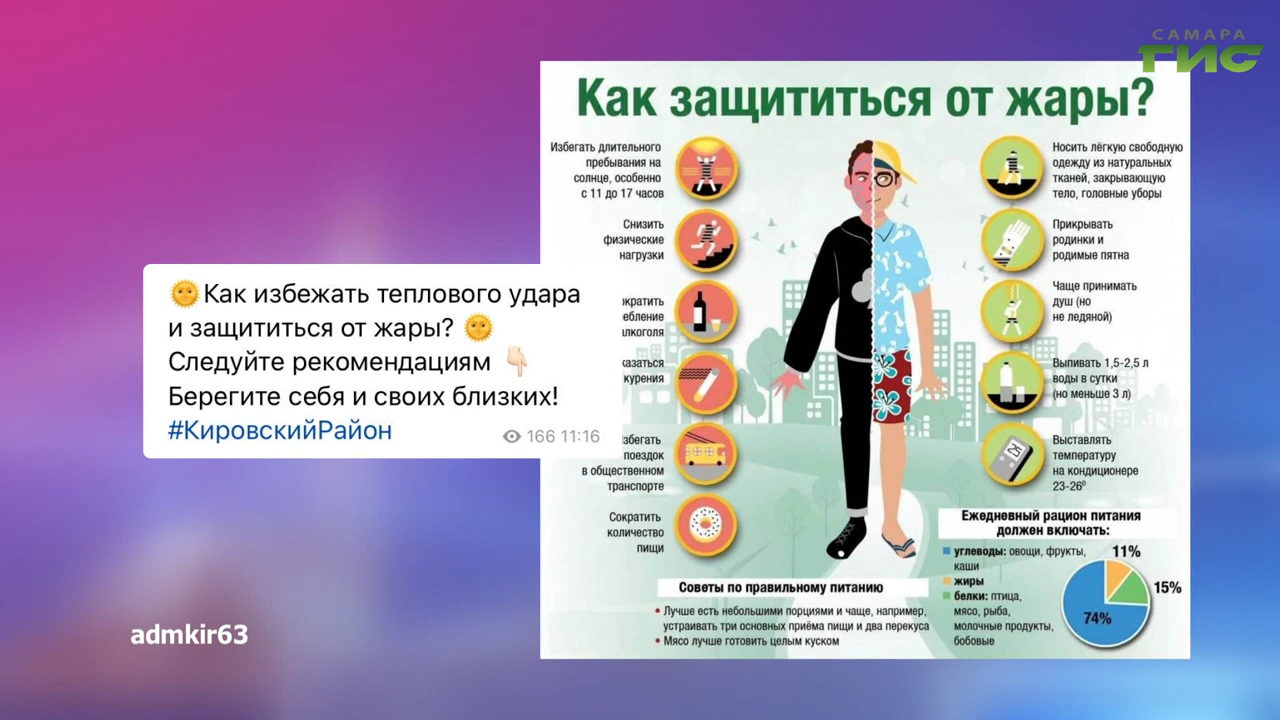 САМАРА
ГИС
Как защититься от жары?
Избегать длительного
пребывания на
солнце, особенно
с 11 до 17 часов
Снизить
физические
нагрузки
курения
поездок
в общественном
транспорте
Сократить
количество
пищи
Носить лёгкую свободную
одежду из натуральных
тканей, закрывающую
тело, головные уборы
Прикрывать
родинки и
родимые пятна
Чаще принимать
душ (но
не ледяной)
Выпивать 1,5-2,5 л
воды в сутки
(но меньше 3 л)
Выставлять
температуру
на кондиционере
23-26⁰
🌞Как избежать теплового удара
и защититься от жары? 🌞
Следуйте рекомендациям 👇🏻
Берегите себя и своих близких!
#КировскийРайон
166 11:16
Советы по правильному питанию
• Лучше есть небольшими порциями и чаще, например,
устраивать три основных приёма пищи и два перекуса
• Мясо лучше готовить целым куском
Ежедневный рацион питания
должен включать:
углеводы: овощи, фрукты,
каши
жиры
белки: птица,
мясо, рыба,
молочные продукты,
бобовые
11%
15%
74%
admkir63